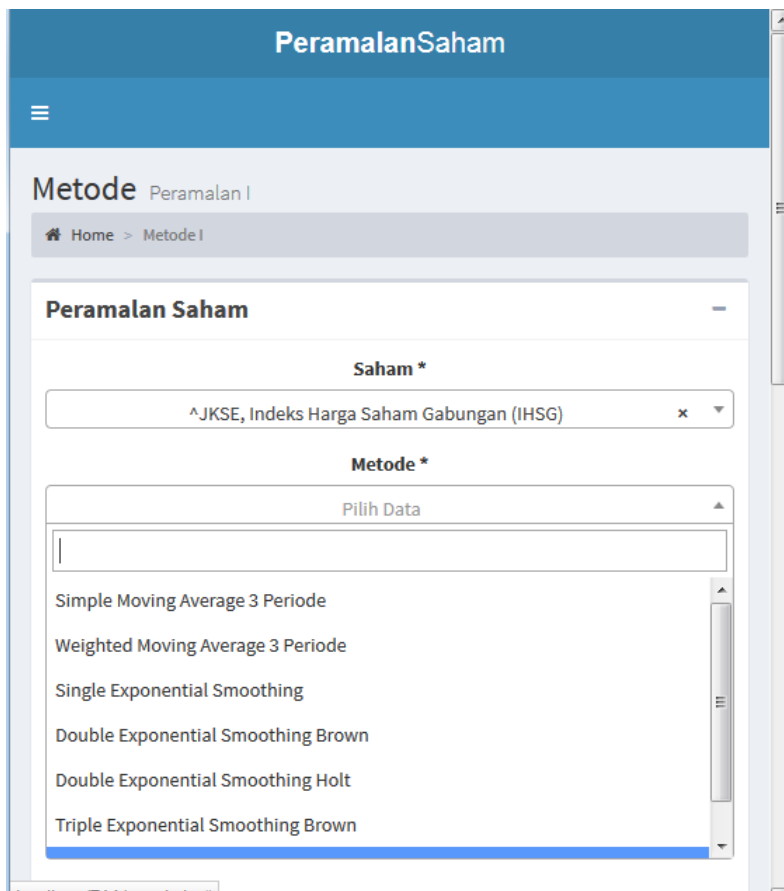 PeramalanSaham
Metode Peramalan I
Home > Metode I
Peramalan Saham
Saham *
^JKSE, Indeks Harga Saham Gabungan (IHSG) ×
Metode *
Pilih Data
Simple Moving Average 3 Periode
Weighted Moving Average 3 Periode
Single Exponential Smoothing
Double Exponential Smoothing Brown
Double Exponential Smoothing Holt
Triple Exponential Smoothing Brown